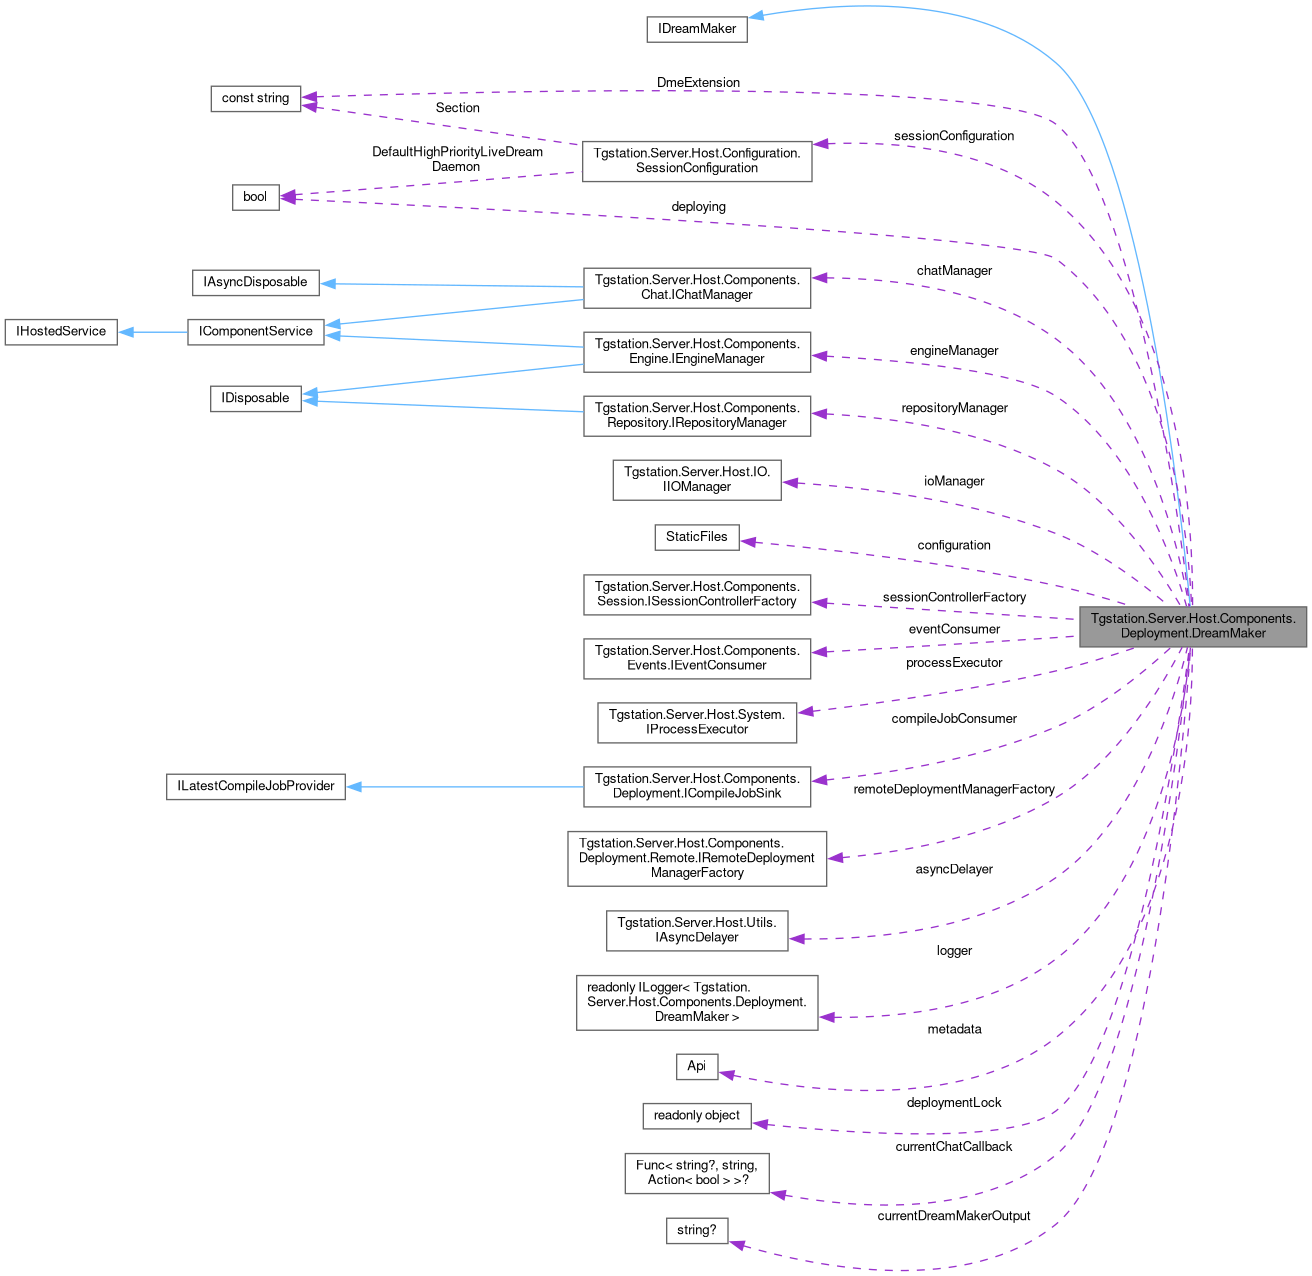 IDreamMaker
DmeExtension
const string
Section
sessionConfiguration
Tgstation.Server.Host.Configuration.
SessionConfiguration
DefaultHighPriorityLiveDream
Daemon
bool
deploying
chatManager
IAsyncDisposable
Tgstation.Server.Host.Components.
Chat.IChatManager
IHostedService
IComponentService
Tgstation.Server.Host.Components.
Engine.IEngineManager
engineManager
IDisposable
Tgstation.Server.Host.Components.
Repository.IRepositoryManager
repositoryManager
Tgstation.Server.Host.IO.
IIOManager
ioManager
StaticFiles
configuration
Tgstation.Server.Host.Components.
Session.ISessionControllerFactory
sessionControllerFactory
Tgstation.Server.Host.Components.
Deployment.DreamMaker
eventConsumer
Tgstation.Server.Host.Components.
Events.IEventConsumer
processExecutor
Tgstation.Server.Host.System.
IProcessExecutor
compileJobConsumer
ILatestCompileJobProvider
Tgstation.Server.Host.Components.
Deployment.ICompileJobSink
remoteDeploymentManagerFactory
Tgstation.Server.Host.Components.
Deployment.Remote.IRemoteDeployment
ManagerFactory
asyncDelayer
Tgstation.Server.Host.Utils.
IAsyncDelayer
logger
readonly ILogger< Tgstation.
Server.Host.Components.Deployment.
DreamMaker >
metadata
Api
deploymentLock
readonly object
currentChatCallback
Func< string?, string,
Action< bool > >?
currentDreamMakerOutput
string?